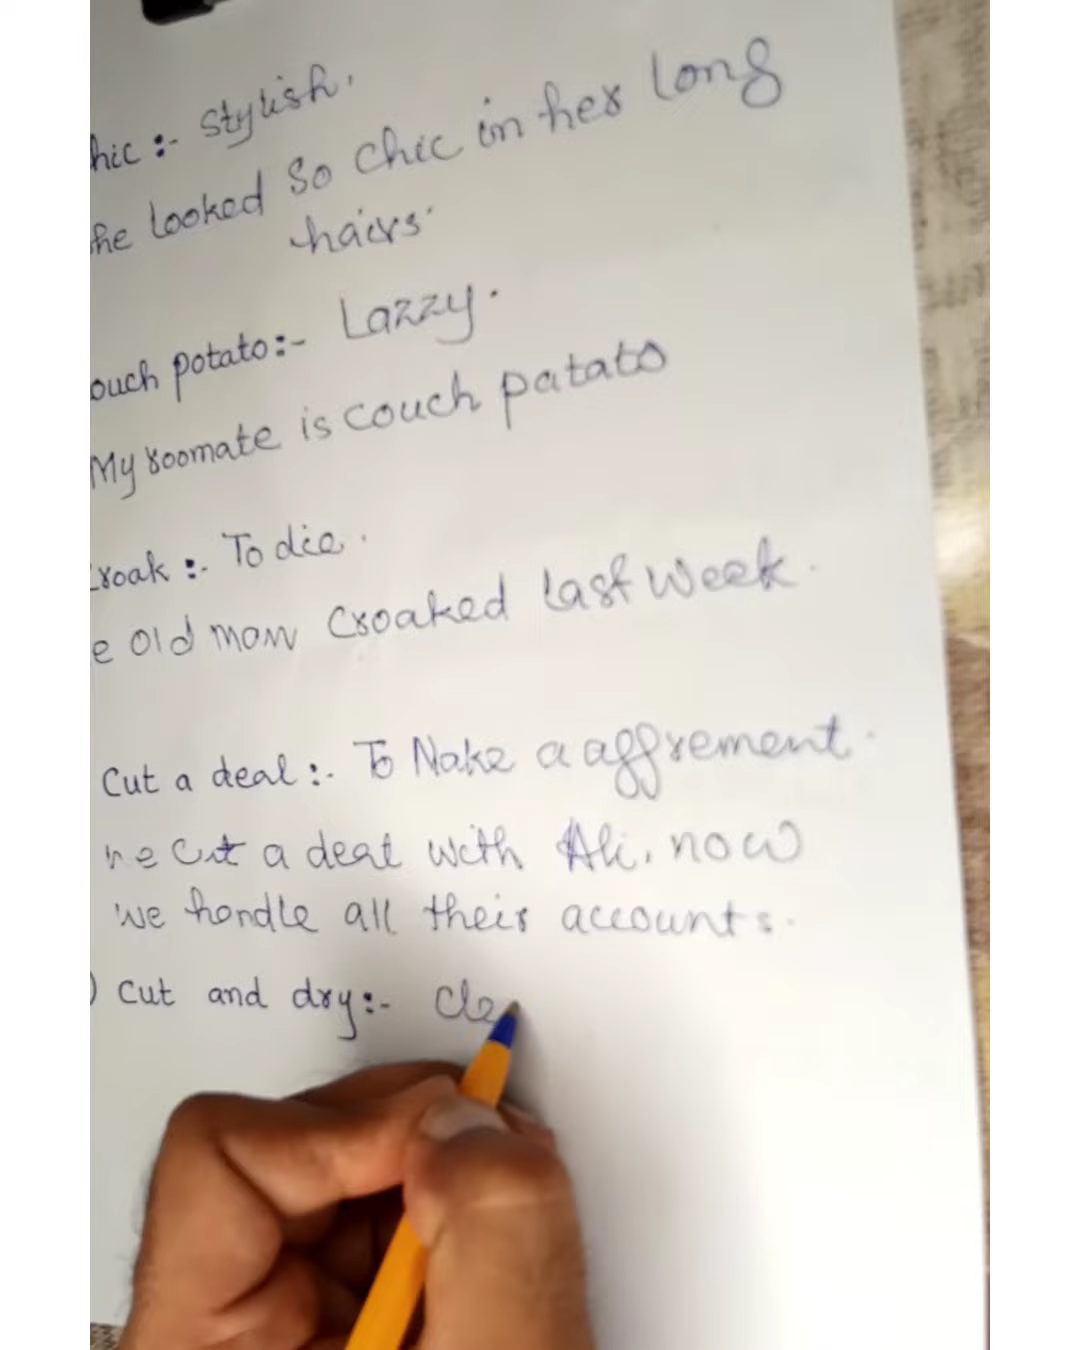 hic :- Stylish.
he looked so chic in her long
hairs.
ouch potato :- Lazzy.
My roomate is couch patato
roak :- To die.
e old man croaked last week.
Cut a deal :- To Make a aggrement.
he cut a deal with Ali, now
we handle all their accounts.
) Cut and dry :- Cle